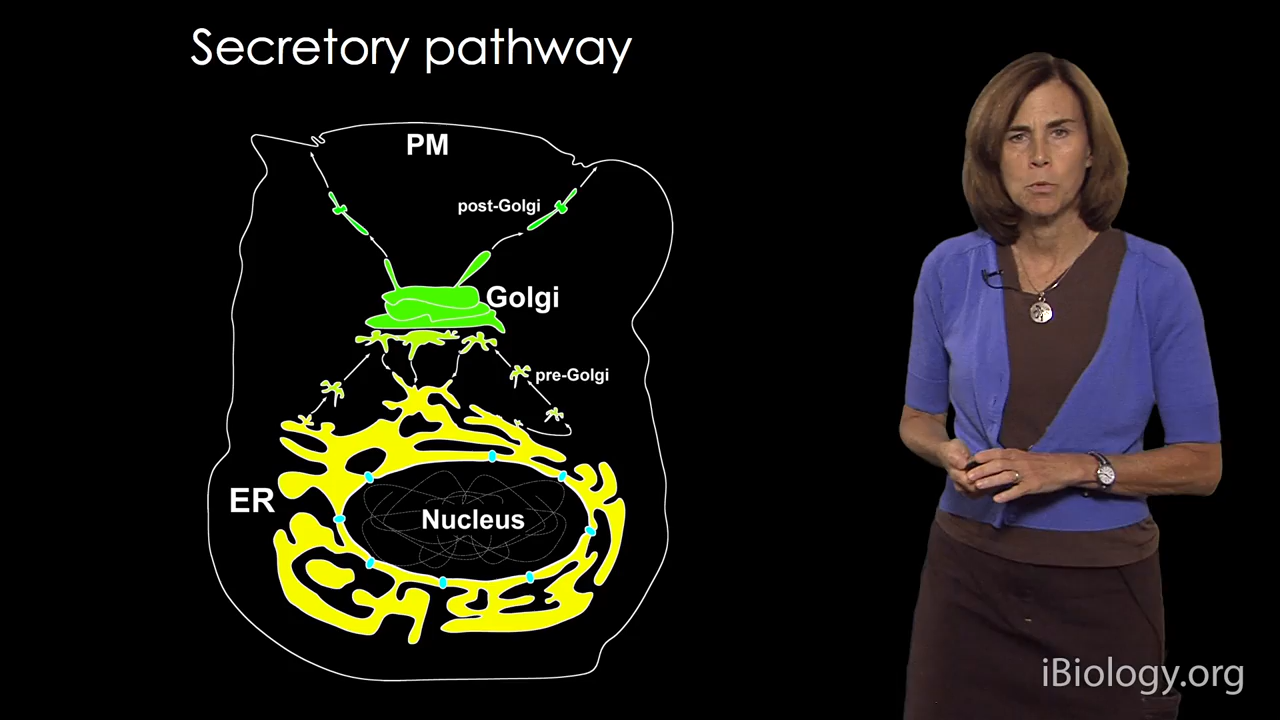 Secretory pathway
PM
post-Golgi
Golgi
pre-Golgi
ER
Nucleus
iBiology.org